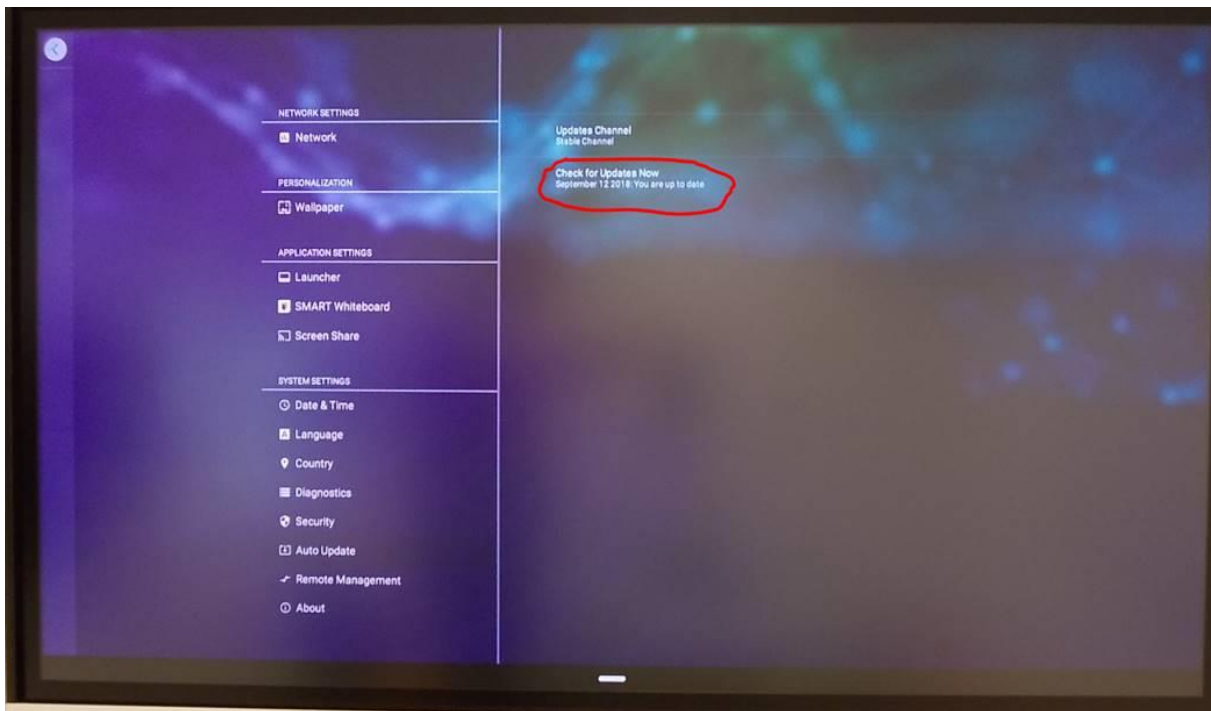 NETWORK SETTINGS
Network
PERSONALIZATION
Wallpaper
APPLICATION SETTINGS
Launcher
SMART Whiteboard
Screen Share
SYSTEM SETTINGS
Date & Time
Language
Country
Diagnostics
Security
Auto Update
Remote Management
About
Updates Channel
Stable Channel
Check for Updates Now
September 12 2018: You are up to date